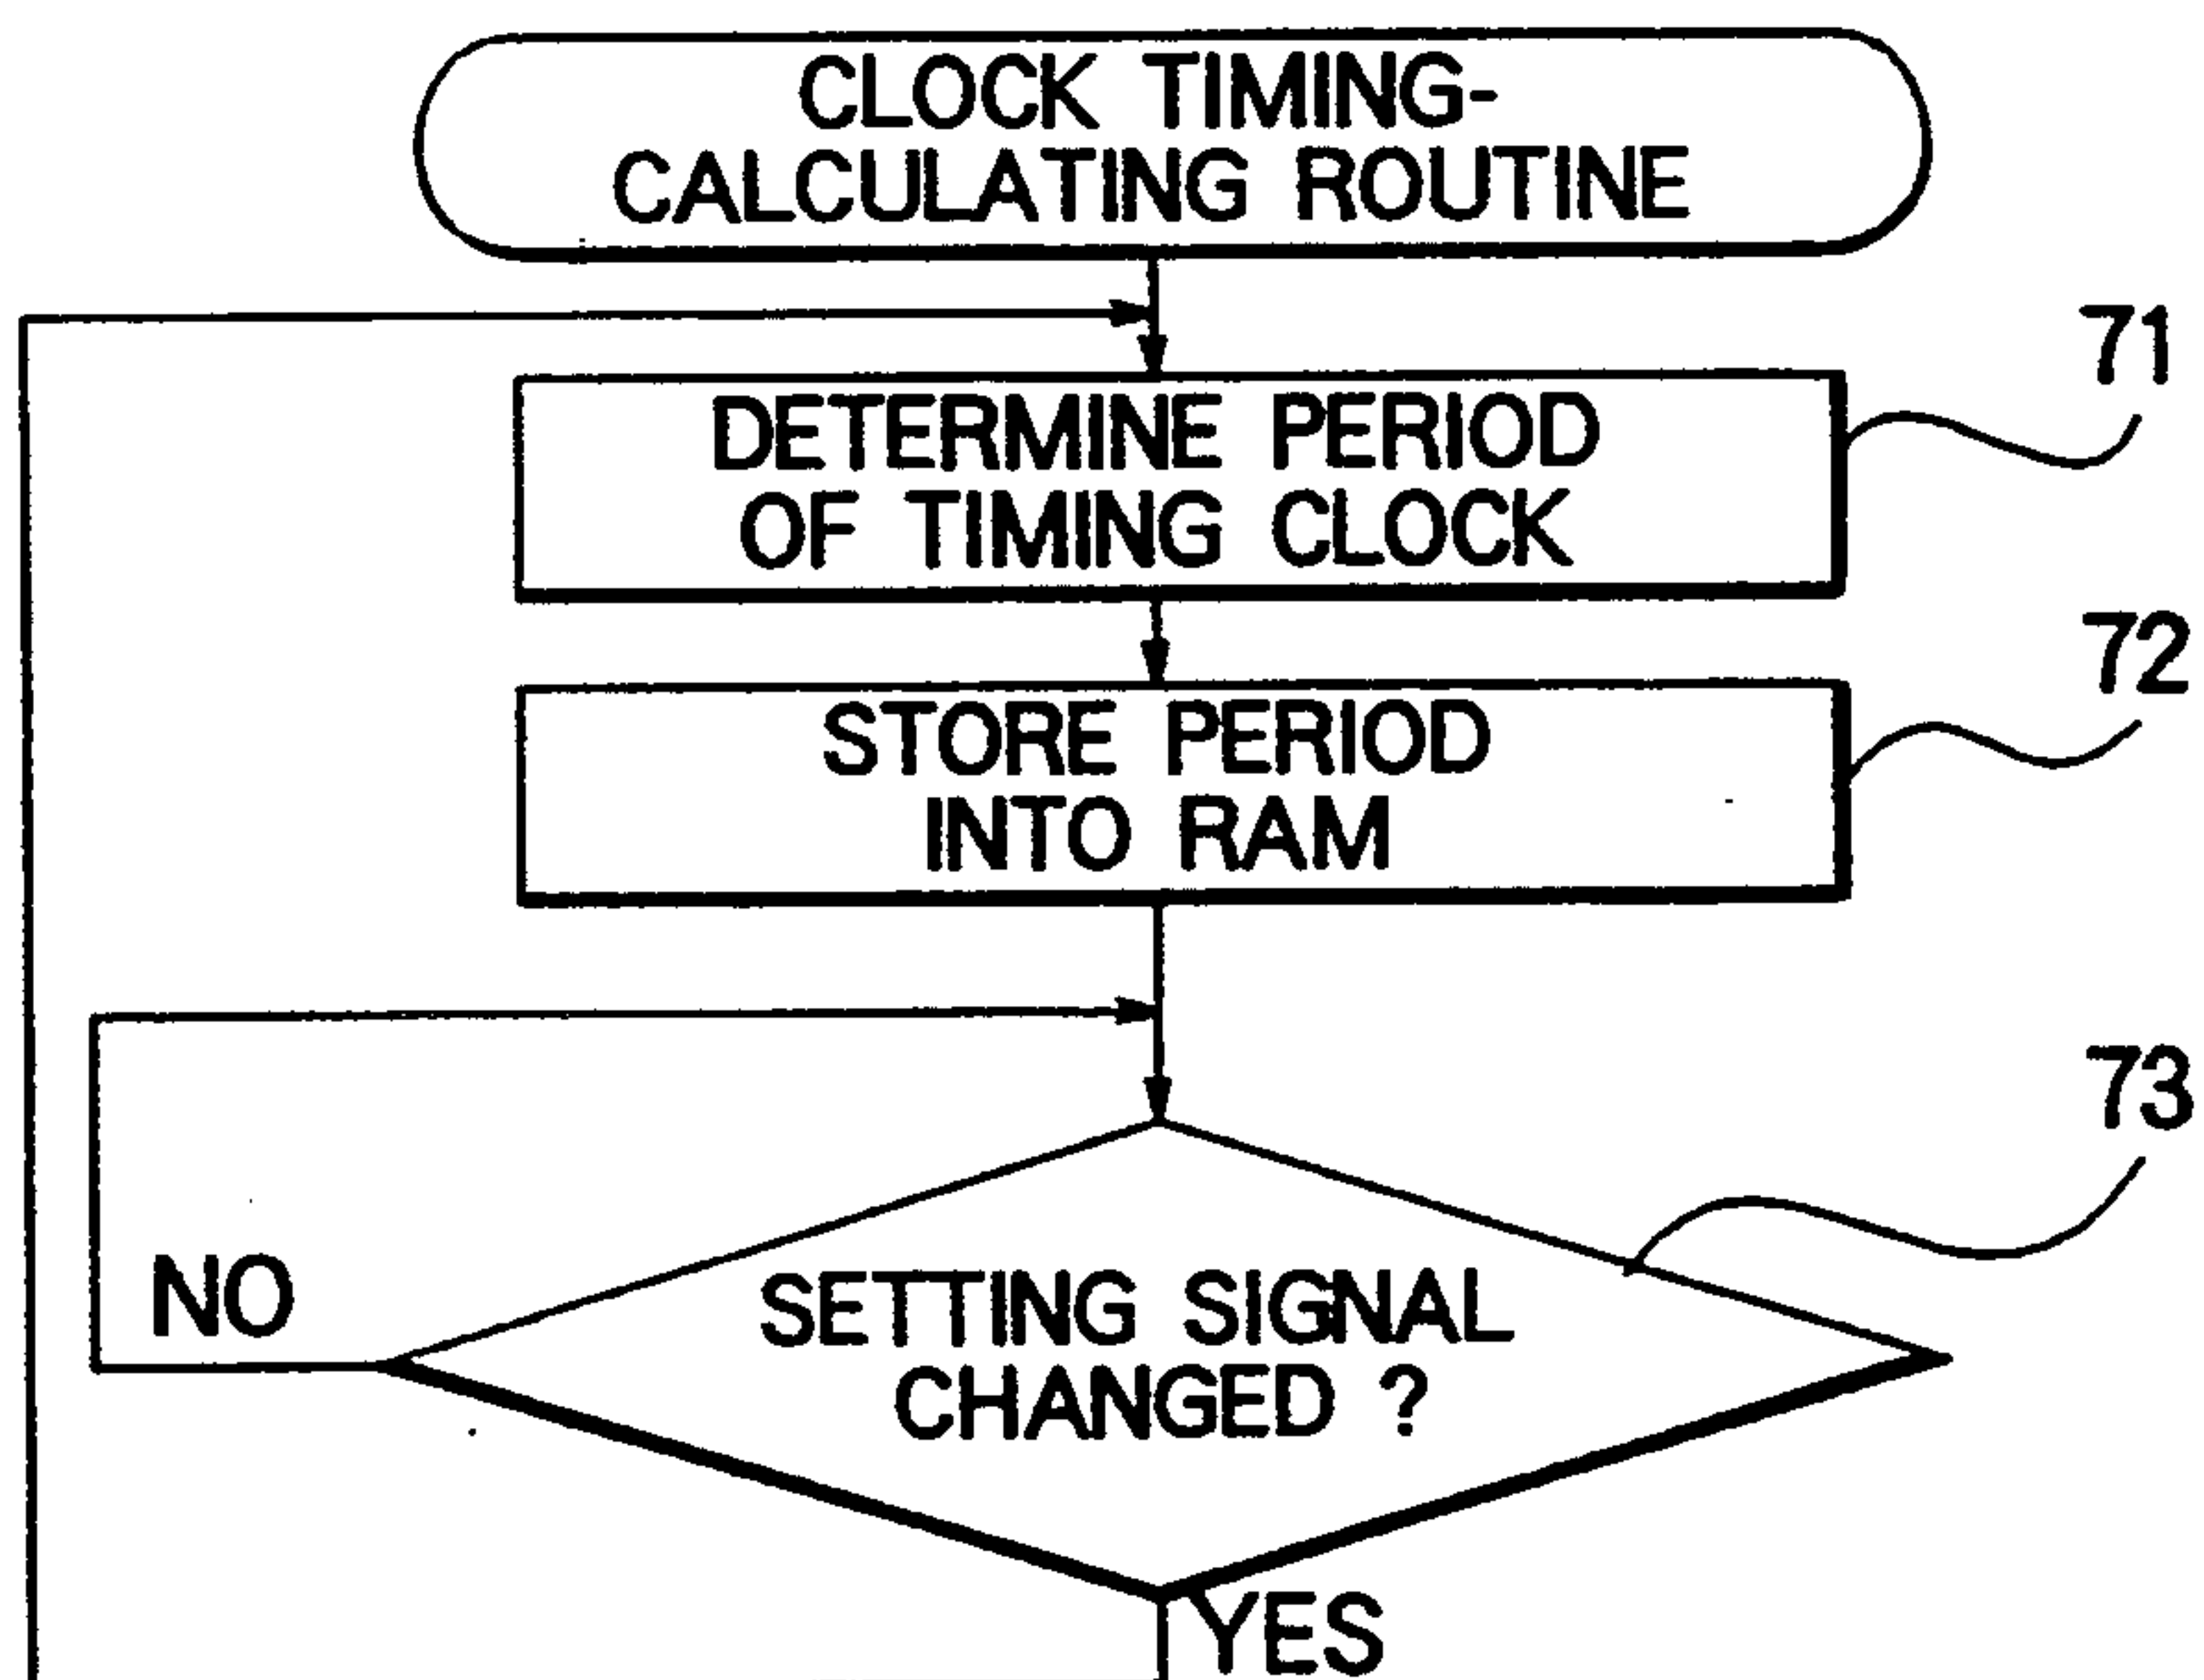 CLOCK TIMING-
CALCULATING ROUTINE
71
DETERMINE PERIOD
OF TIMING CLOCK
72
STORE PERIOD
INTO RAM
73
NO
SETTING SIGNAL
CHANGED ?
YES